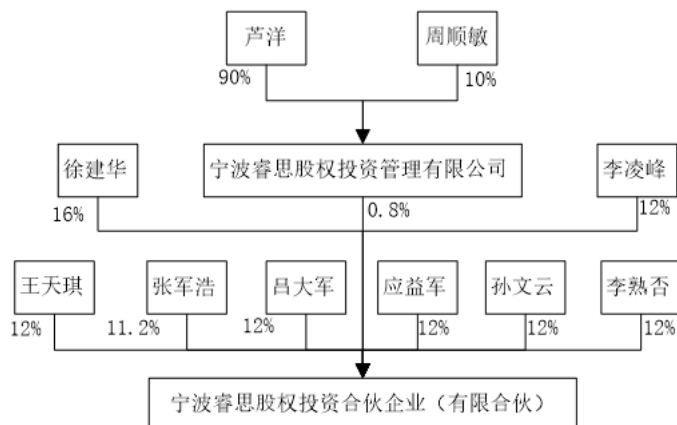 芦洋
周顺敏
90%
10%
徐建华
宁波睿思股权投资管理有限公司
李凌峰
16%
0.8%
12%
王天琪
张军浩
吕大军
应益军
孙文云
李熟否
12%
11.2%
12%
12%
12%
12%
宁波睿思股权投资合伙企业（有限合伙）